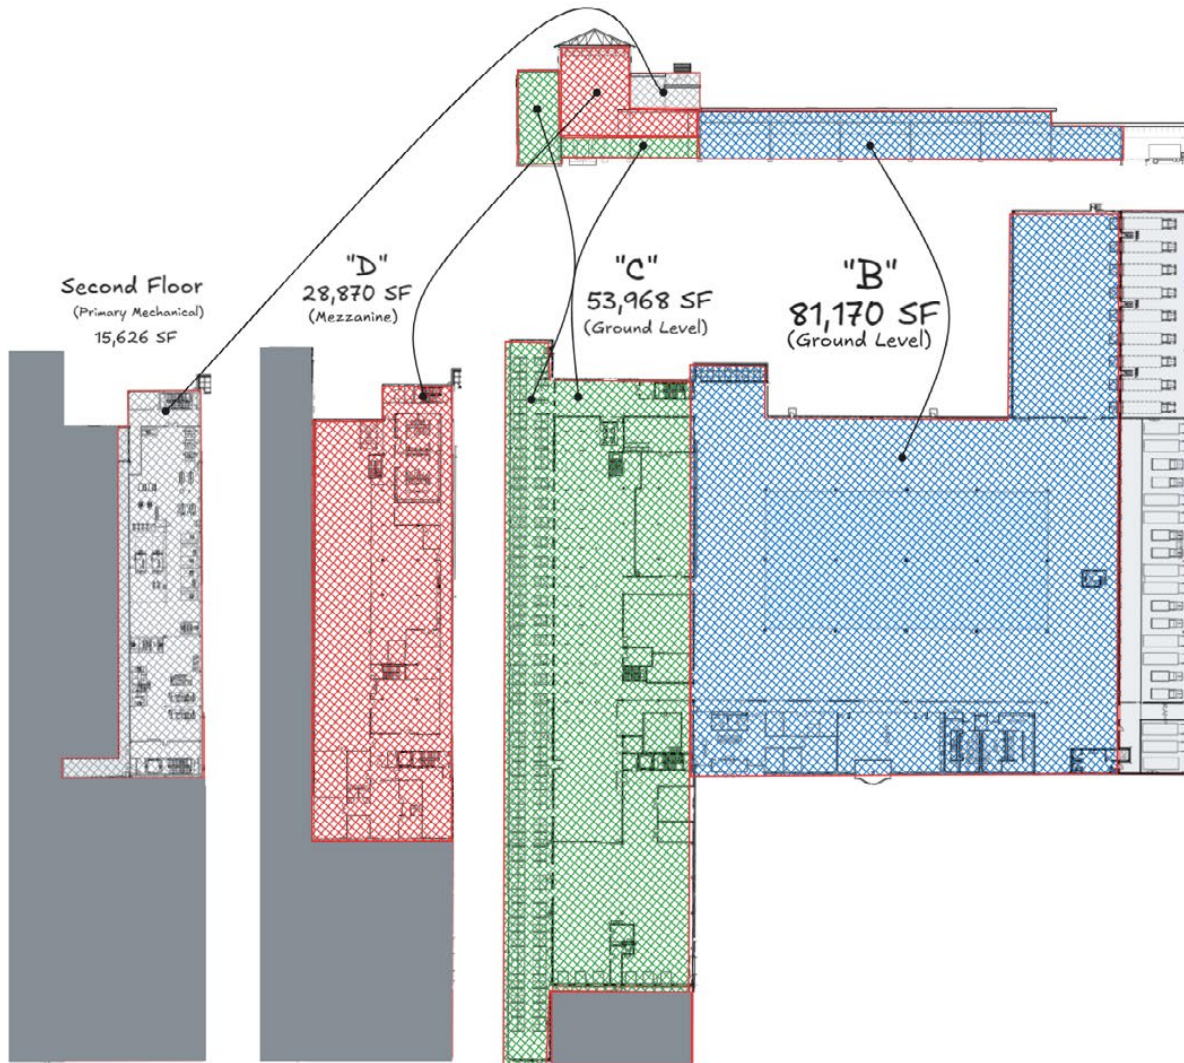 Second Floor
(Primary Mechanical)
15,626 SF
"D"
28,870 SF
(Mezzanine)
"C"
53,968 SF
(Ground Level)
"B"
81,170 SF
(Ground Level)